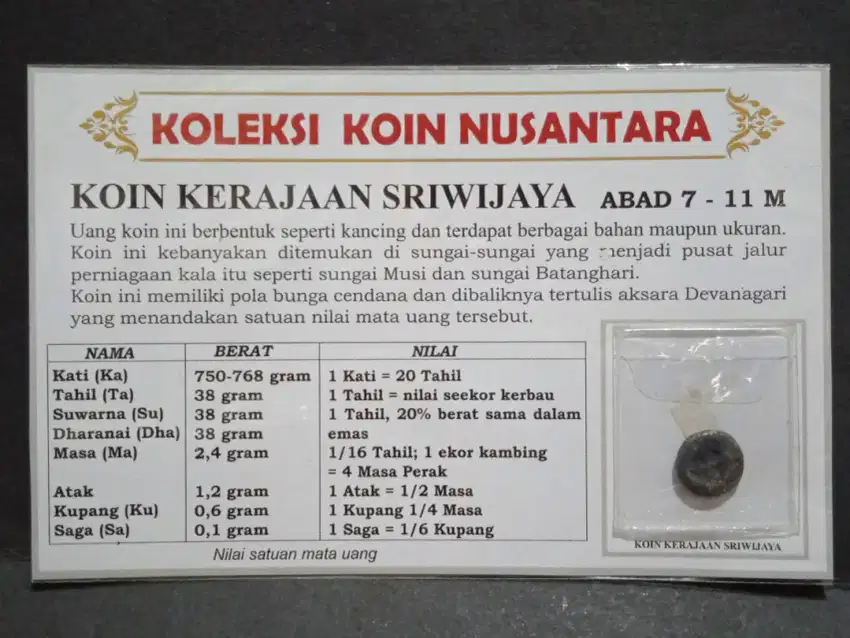 KOLEKSI KOIN NUSANTARA
KOIN KERAJAAN SRIWIJAYA ABAD 7 - 11 M
Uang koin ini berbentuk seperti kancing dan terdapat berbagai bahan maupun ukuran.
Koin ini kebanyakan ditemukan di sungai-sungai yang menjadi pusat jalur
perniagaan kala itu seperti sungai Musi dan sungai Batanghari.
Koin ini memiliki pola bunga cendana dan dibaliknya tertulis aksara Devanagari
yang menandakan satuan nilai mata uang tersebut.
NAMA BERAT NILAI
Kati (Ka) 750-768 gram 1 Kati = 20 Tahil
Tahil (Ta) 38 gram 1 Tahil = nilai seekor kerbau
Suwarna (Su) 38 gram 1 Tahil, 20% berat sama dalam
Dharanai (Dha) 38 gram emas
Masa (Ma) 2,4 gram 1/16 Tahil; 1 ekor kambing
= 4 Masa Perak
Atak 1,2 gram 1 Atak = 1/2 Masa
Kupang (Ku) 0,6 gram 1 Kupang 1/4 Masa
Saga (Sa) 0,1 gram 1 Saga = 1/6 Kupang
Nilai satuan mata uang
KOIN KERAJAAN SRIWIJAYA